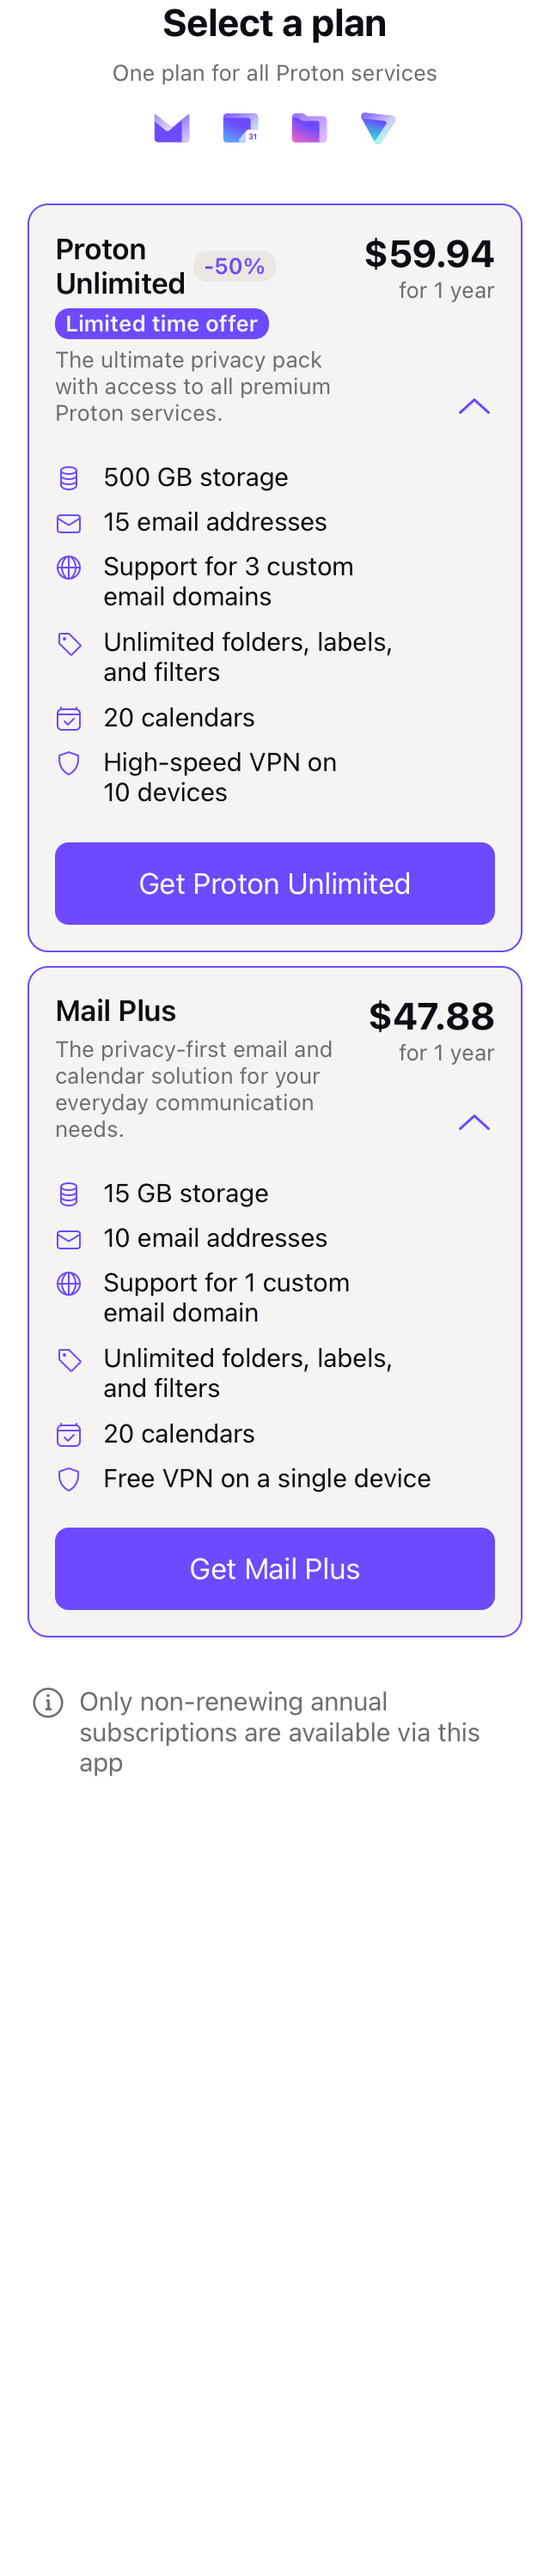 Select a plan
One plan for all Proton services
31
Proton
Unlimited
-50%
$59.94
for 1 year
Limited time offer
The ultimate privacy pack
with access to all premium
Proton services.
500 GB storage
15 email addresses
Support for 3 custom
email domains
Unlimited folders, labels,
and filters
20 calendars
High-speed VPN on
10 devices
Get Proton Unlimited
Mail Plus
$47.88
for 1 year
The privacy-first email and
calendar solution for your
everyday communication
needs.
15 GB storage
10 email addresses
Support for 1 custom
email domain
Unlimited folders, labels,
and filters
20 calendars
Free VPN on a single device
Get Mail Plus
Only non-renewing annual
subscriptions are available via this
app